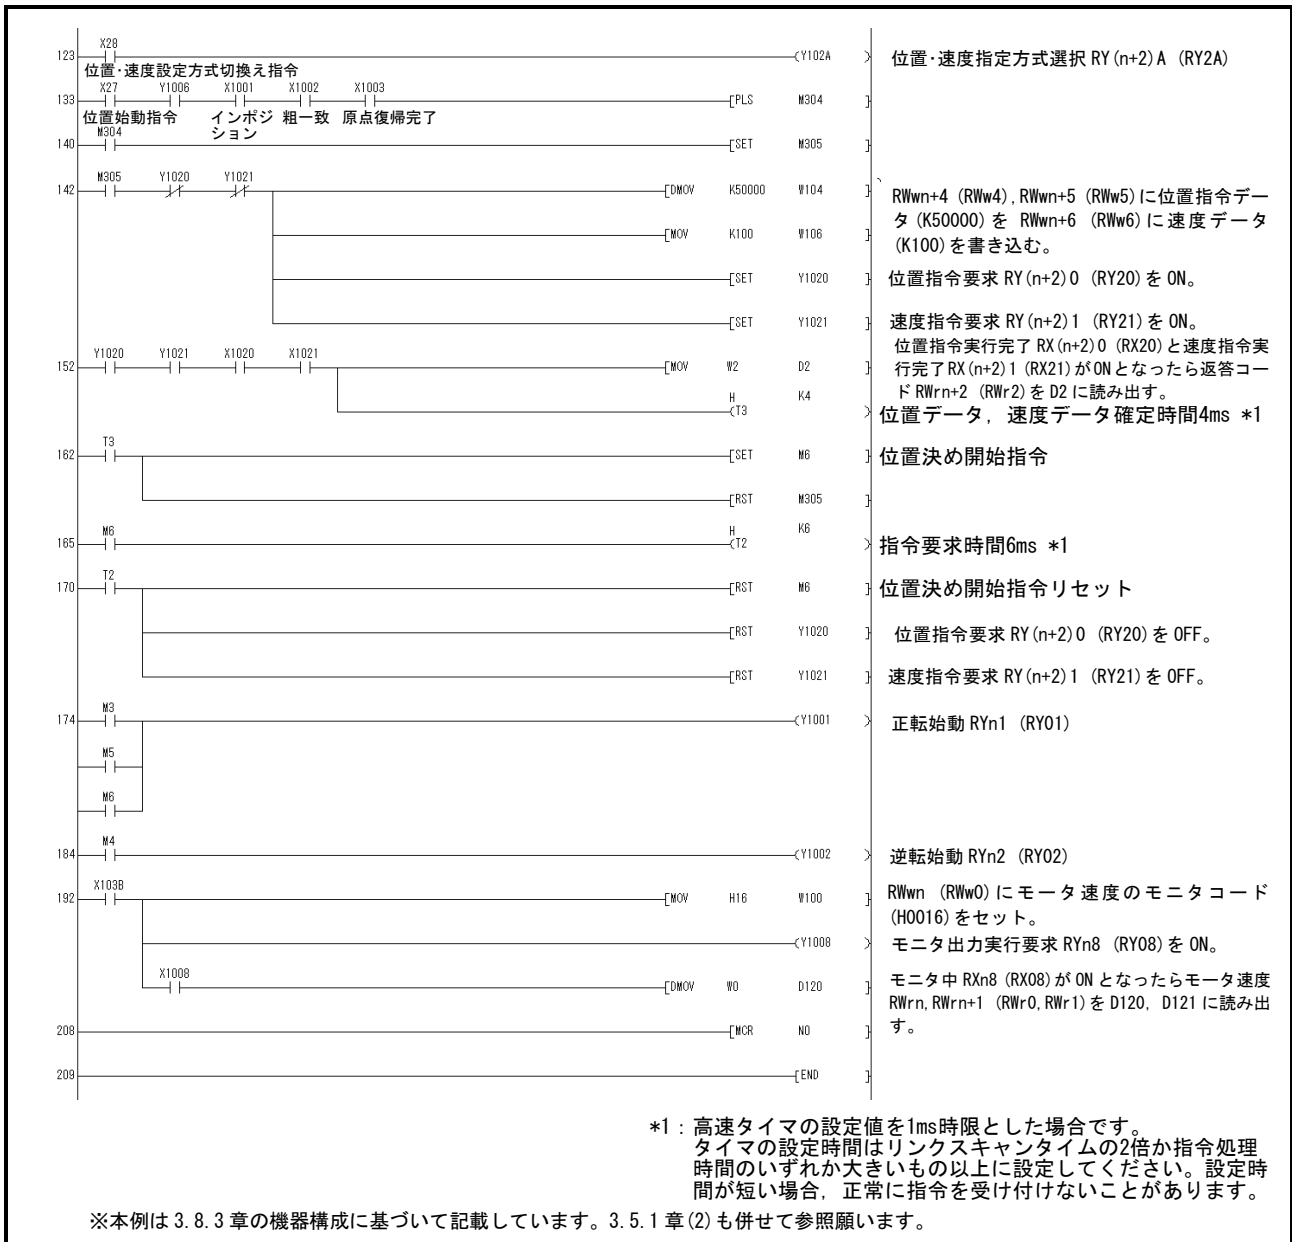 X28
123 (Y102A) 位置・速度指定方式選択 RY(n+2)A (RY2A)
位置・速度設定方式切換え指令
X27 Y1006 X1001 X1002 X1003
133 [PLS M304]
位置始動指令 インポジション 粗一致 原点復帰完了
M304
140 [SET M305]
M305 Y1020 Y1021
142 [DMOV K50000 W104]
RWwn+4 (RWw4),RWwn+5 (RWw5)に位置指令デー
タ(K50000)を RWwn+6 (RWw6)に速度データ
(K100)を書き込む。
[MOV K100 W106]
[SET Y1020] 位置指令要求 RY(n+2)0 (RY20)を ON。
[SET Y1021] 速度指令要求 RY(n+2)1 (RY21)を ON。
Y1020 Y1021 X1020 X1021
152 [MOV W2 D2]
位置指令実行完了 RX(n+2)0 (RX20)と速度指令実
行完了RX(n+2)1 (RX21)がONとなったら返答コー
ド RWrn+2 (RWr2)を D2 に読み出す。
H K4
(T3) 位置データ，速度データ確定時間4ms *1
T3
162 [SET M6] 位置決め開始指令
[RST M305]
M6 H K6
165 (T2) 指令要求時間6ms *1
T2
170 [RST M6] 位置決め開始指令リセット
[RST Y1020] 位置指令要求 RY(n+2)0 (RY20)を OFF。
[RST Y1021] 速度指令要求 RY(n+2)1 (RY21)を OFF。
M3
174 (Y1001) 正転始動 RYn1 (RY01)
M5
M6
M4
184 (Y1002) 逆転始動 RYn2 (RY02)
X103B
192 [MOV H16 W100]
RWwn (RWw0)にモータ速度のモニタコード
(H0016)をセット。
(Y1008) モニタ出力実行要求 RYn8 (RY08)を ON。
X1008
[DMOV W0 D120]
モニタ中 RXn8 (RX08)が ON となったらモータ速度
RWrn,RWrn+1 (RWr0,RWr1)を D120, D121 に読み出
す。
208 [MCR N0]
209 [END]
*1：高速タイマの設定値を1ms時限とした場合です。
タイマの設定時間はリンクスキャンタイムの2倍か指令処理
時間のいずれか大きいもの以上に設定してください。設定時
間が短い場合，正常に指令を受け付けないことがあります。
※本例は 3.8.3 章の機器構成に基づいて記載しています。3.5.1 章(2)も併せて参照願います。